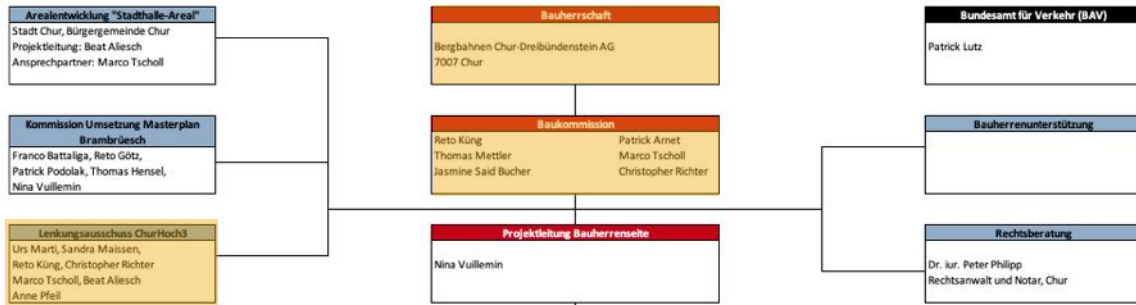 Arealentwicklung "Stadthalle-Areal"
Stadt Chur, Bürgergemeinde Chur
Projektleitung: Beat Aliesch
Ansprechpartner: Marco Tscholl
Bauherrschaft
Bergbahnen Chur-Dreibündenstein AG
7007 Chur
Bundesamt für Verkehr (BAV)
Patrick Lutz
Kommission Umsetzung Masterplan
Brambrüesch
Franco Battaliga, Reto Götz,
Patrick Podolak, Thomas Hensel,
Nina Vuillemin
Baukommission
Reto Küng Patrick Arnet
Thomas Mettler Marco Tscholl
Jasmine Said Bucher Christopher Richter
Bauherrenunterstützung
Lenkungsausschuss ChurHoch3
Urs Marti, Sandra Maissen,
Reto Küng, Christopher Richter
Marco Tscholl, Beat Aliesch
Anne Pfeil
Projektleitung Bauherrenseite
Nina Vuillemin
Rechtsberatung
Dr. iur. Peter Philipp
Rechtsanwalt und Notar, Chur